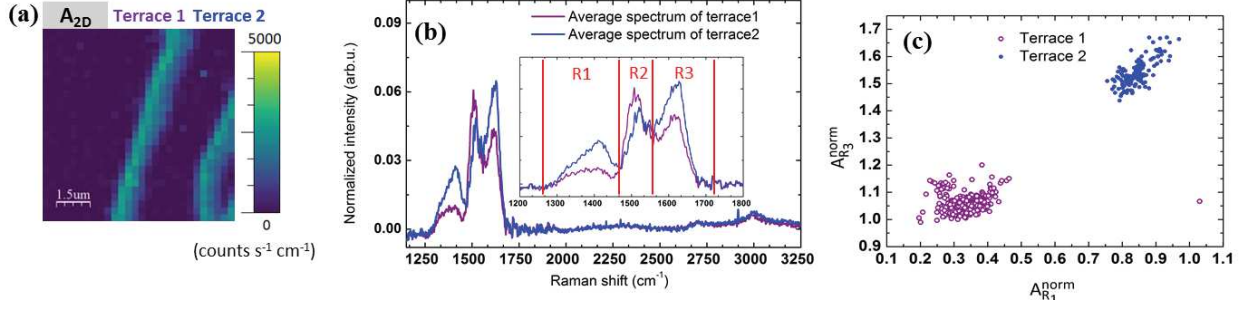 (a) A2D Terrace 1 Terrace 2
5000
0
1.5um
(counts s-1 cm-1)
(b)
Average spectrum of terrace1
Average spectrum of terrace2
Normalized intensity (arb.u.)
0.09
0.06
0.03
0.00
R1 R2 R3
1200 1300 1400 1500 1600 1700 1800
1250 1500 1750 2000 2250 2500 2750 3000 3250
Raman shift (cm-1)
(c)
Terrace 1
Terrace 2
A R3 norm
1.7
1.6
1.5
1.4
1.3
1.2
1.1
1.0
0.9
0.1 0.2 0.3 0.4 0.5 0.6 0.7 0.8 0.9 1.0 1.1
A R1 norm